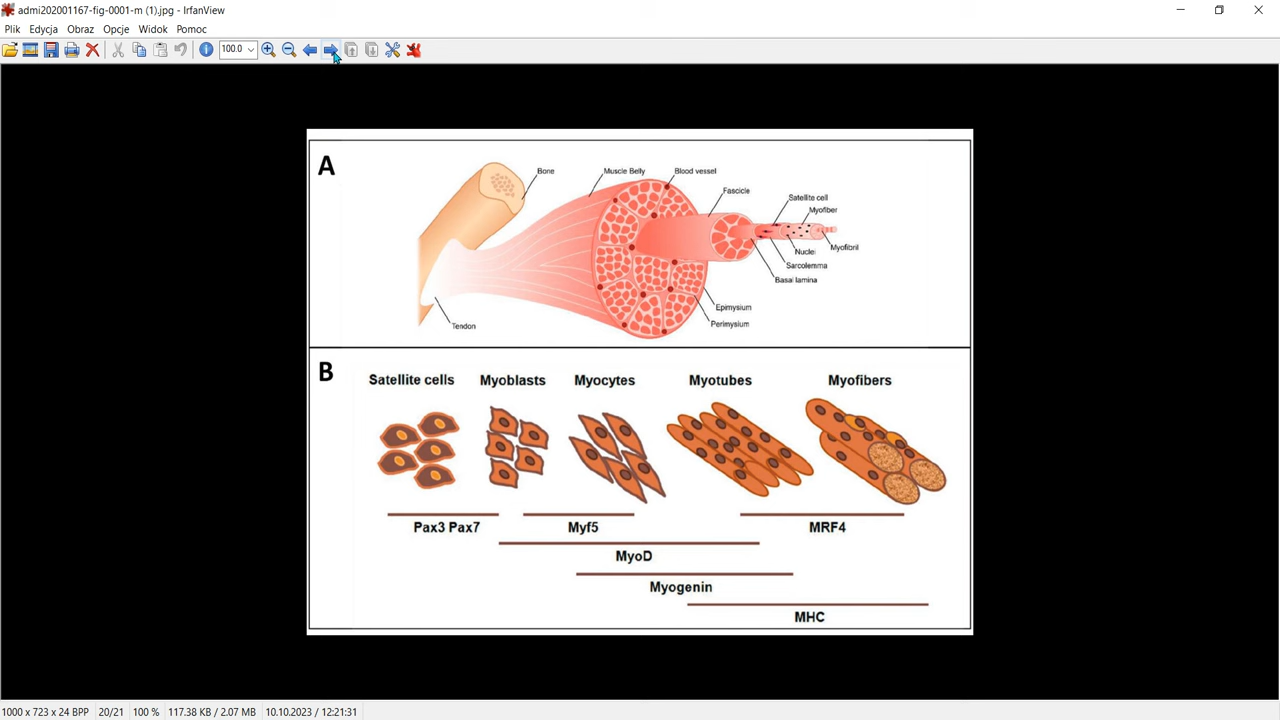 admi202001167-fig-0001-m (1).jpg - IrfanView
Plik Edycja Obraz Opcje Widok Pomoc
100.0
A
Bone
Muscle Belly
Blood vessel
Fascicle
Satellite cell
Myofiber
Myofibril
Nuclei
Sarcolemma
Basal lamina
Epimysium
Perimysium
Tendon
B
Satellite cells Myoblasts Myocytes Myotubes Myofibers
Pax3 Pax7 Myf5 MRF4
MyoD
Myogenin
MHC
1000 x 723 x 24 BPP 20/21 100 % 117.38 KB / 2.07 MB 10.10.2023 / 12:21:31